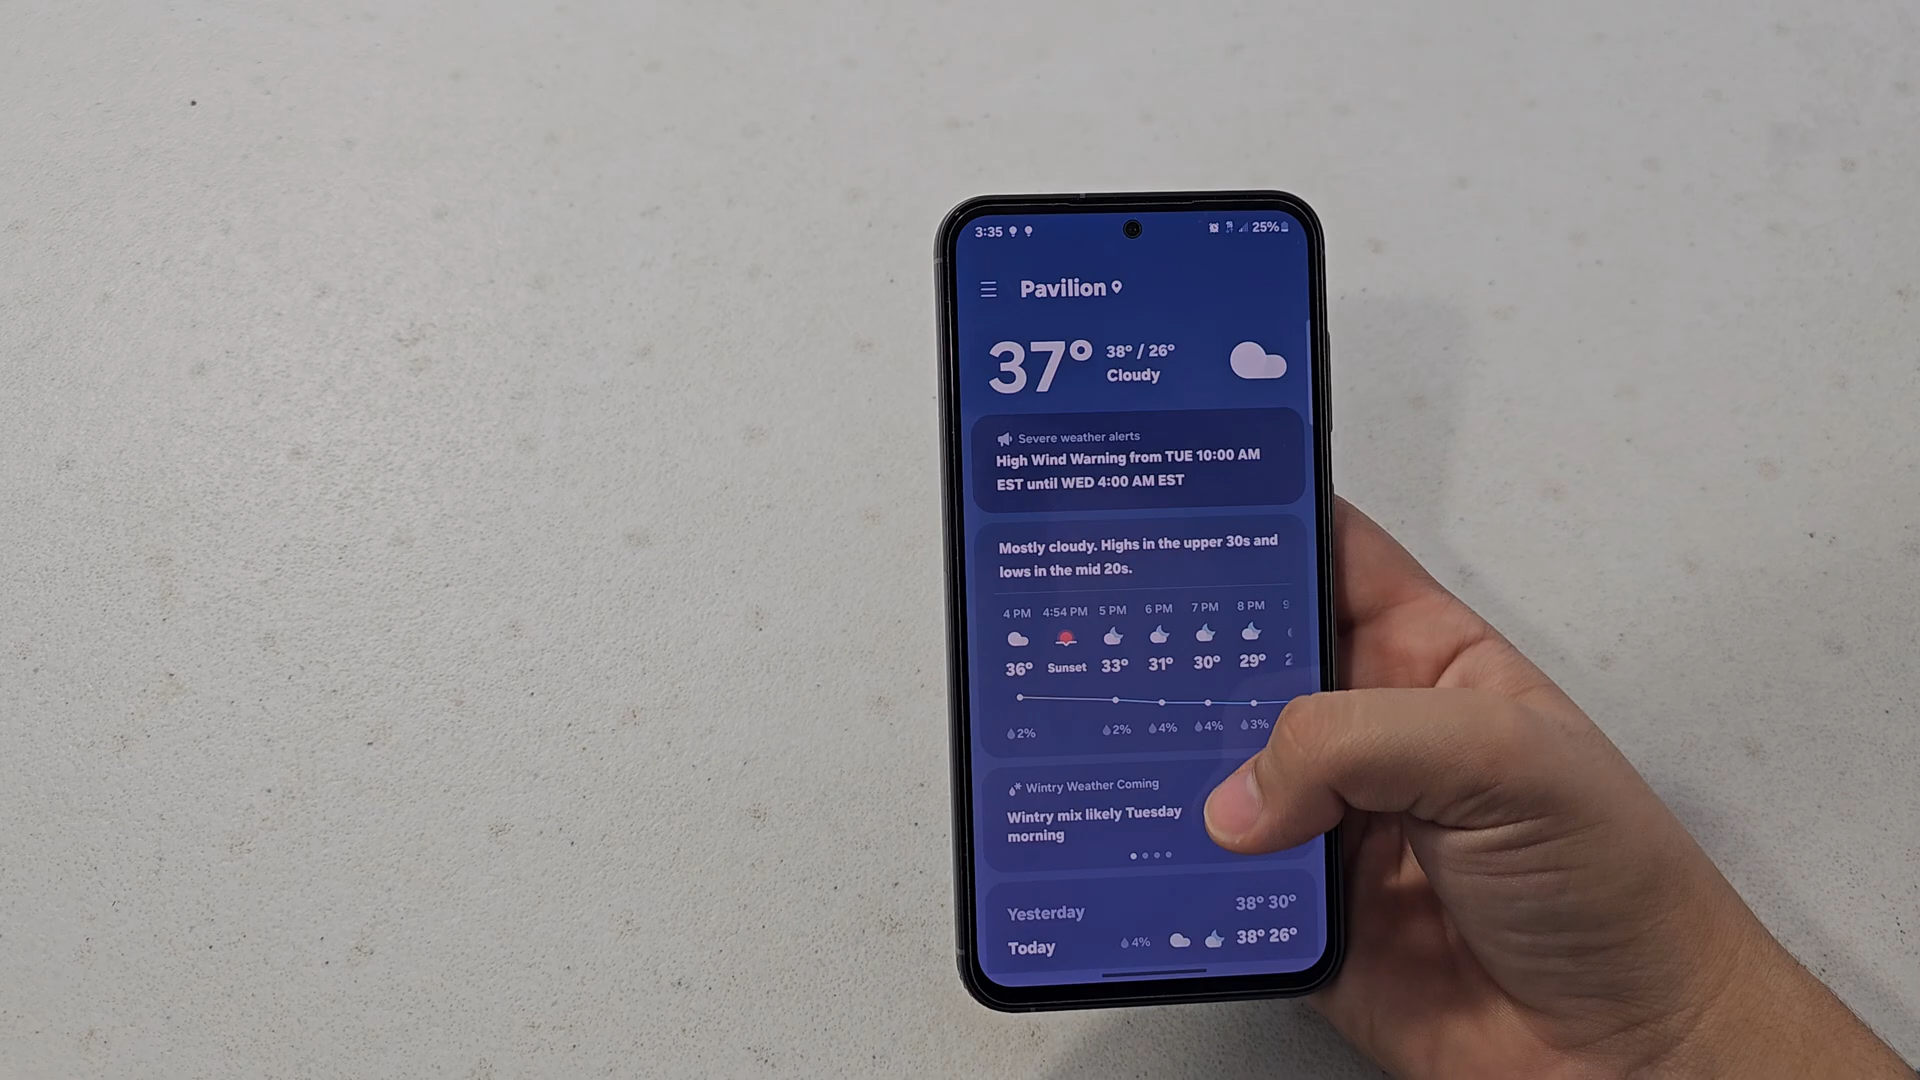 3:35 25%
Pavilion
37° 38° / 26°
Cloudy
Severe weather alerts
High Wind Warning from TUE 10:00 AM
EST until WED 4:00 AM EST
Mostly cloudy. Highs in the upper 30s and
lows in the mid 20s.
4 PM 4:54 PM 5 PM 6 PM 7 PM 8 PM 9
36° Sunset 33° 31° 30° 29° 2
2% 2% 4% 4% 3%
Wintry Weather Coming
Wintry mix likely Tuesday
morning
Yesterday 38° 30°
Today 4% 38° 26°